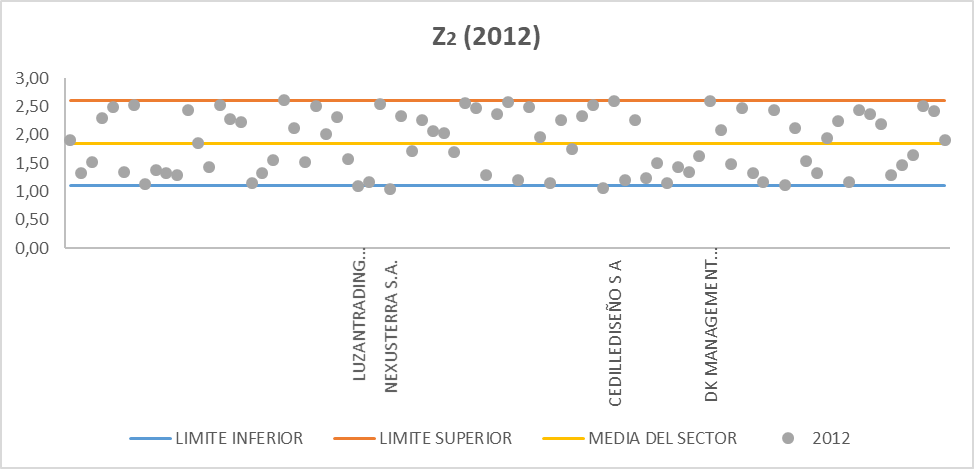 Z2 (2012)
3,00
2,50
2,00
1,50
1,00
0,50
0,00
LUZANTRADING...
NEXUSTERRA S.A.
CEDILLEDISEÑO S A
DK MANAGEMENT...
LIMITE INFERIOR
LIMITE SUPERIOR
MEDIA DEL SECTOR
2012